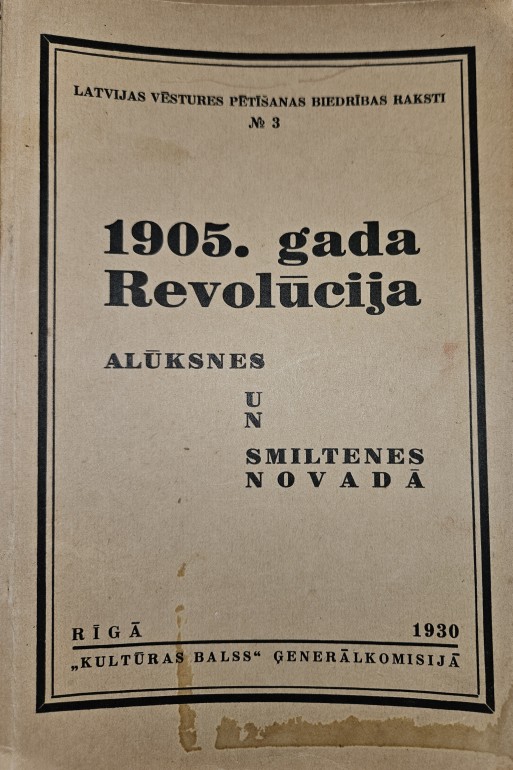 LATVIJAS VĒSTURES PĒTĪŠANAS BIEDRĪBAS RAKSTI
№ 3
1905. gada
Revolūcija
ALŪKSNES
U
N
SMILTENES
NOVADĀ
RĪGĀ 1930
„KULTŪRAS BALSS“ ĢENERĀLKOMISIJĀ